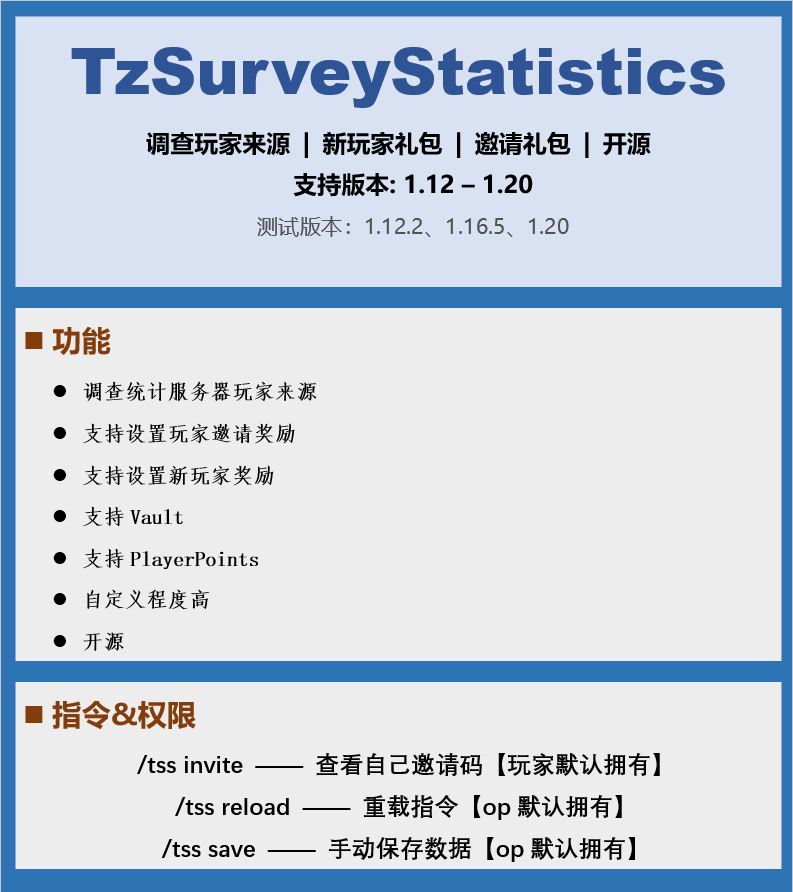 TzSurveyStatistics
调查玩家来源 | 新玩家礼包 | 邀请礼包 | 开源
支持版本: 1.12 – 1.20
测试版本：1.12.2、1.16.5、1.20
■ 功能
● 调查统计服务器玩家来源
● 支持设置玩家邀请奖励
● 支持设置新玩家奖励
● 支持 Vault
● 支持 PlayerPoints
● 自定义程度高
● 开源
■ 指令&权限
/tss invite —— 查看自己邀请码【玩家默认拥有】
/tss reload —— 重载指令【op 默认拥有】
/tss save —— 手动保存数据【op 默认拥有】